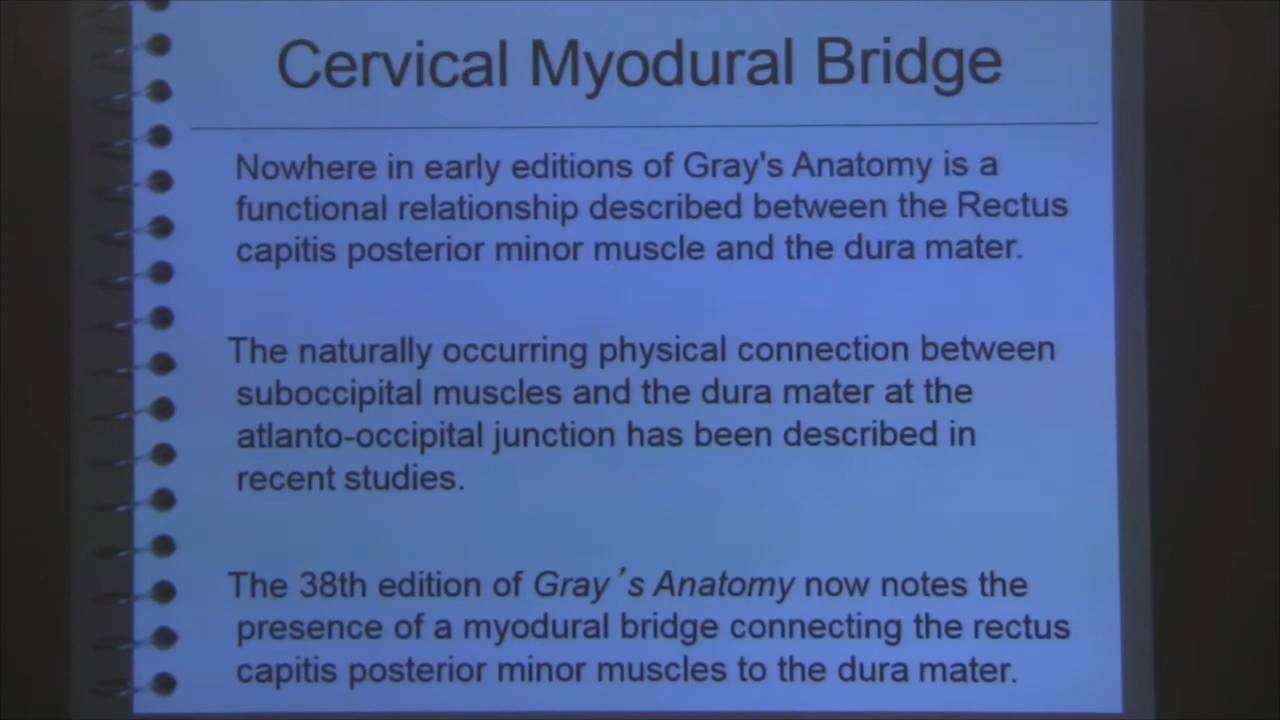 Cervical Myodural Bridge
Nowhere in early editions of Gray's Anatomy is a
functional relationship described between the Rectus
capitis posterior minor muscle and the dura mater.
The naturally occurring physical connection between
suboccipital muscles and the dura mater at the
atlanto-occipital junction has been described in
recent studies.
The 38th edition of Gray´s Anatomy now notes the
presence of a myodural bridge connecting the rectus
capitis posterior minor muscles to the dura mater.